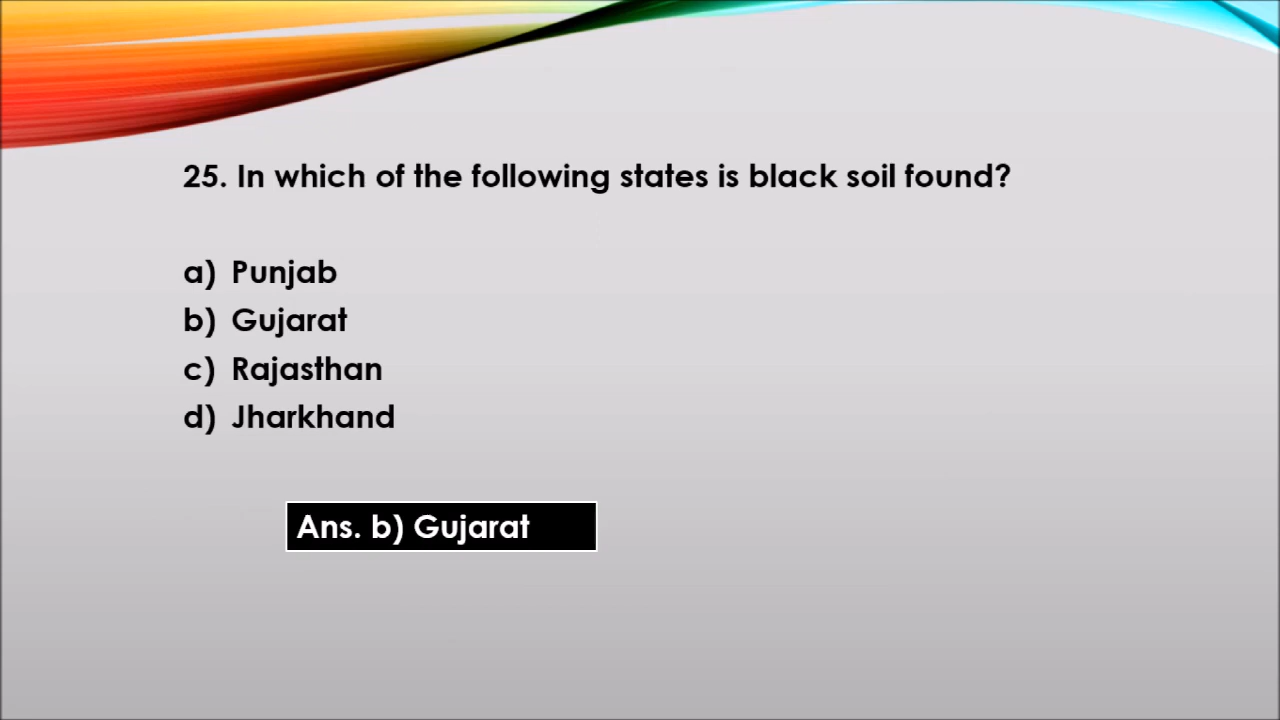 25. In which of the following states is black soil found?
a) Punjab
b) Gujarat
c) Rajasthan
d) Jharkhand
Ans. b) Gujarat